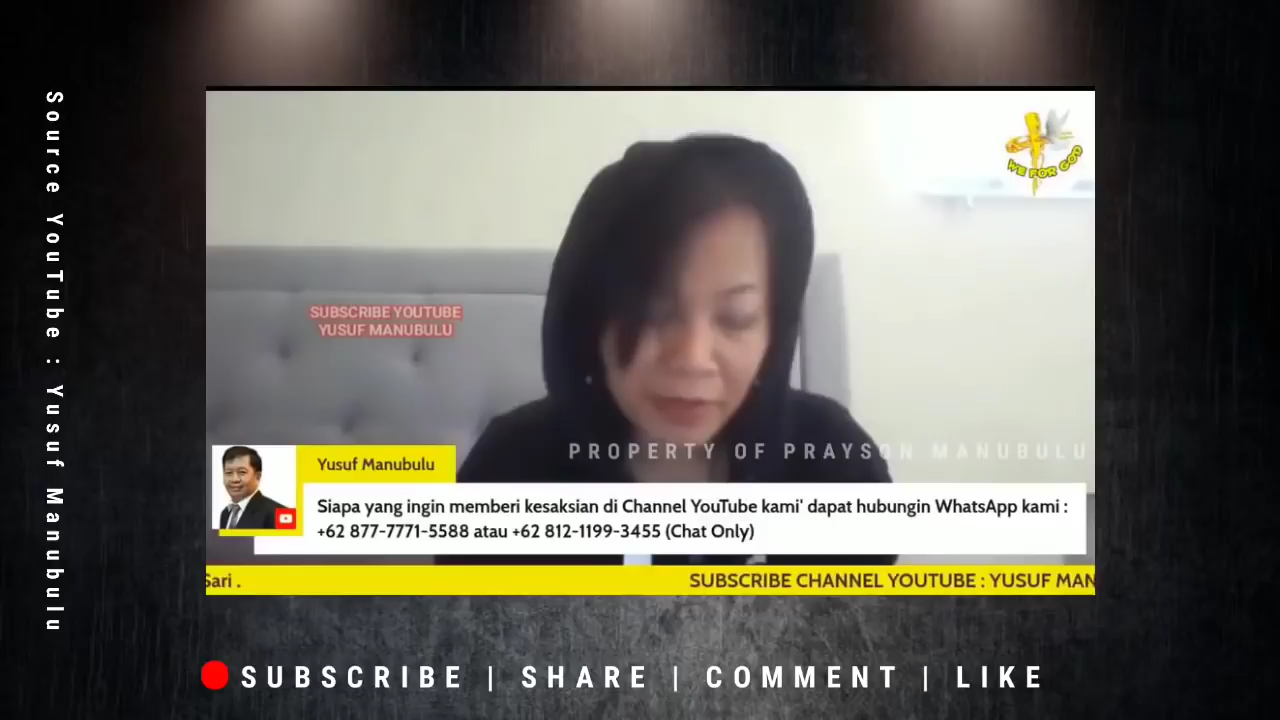 Source YouTube : Yusuf Manubulu
WE FOR GOD
SUBSCRIBE YOUTUBE
YUSUF MANUBULU
PROPERTY OF PRAYSON MANUBULU
Yusuf Manubulu
Siapa yang ingin memberi kesaksian di Channel YouTube kami' dapat hubungin WhatsApp kami :
+62 877-7771-5588 atau +62 812-1199-3455 (Chat Only)
Sari . SUBSCRIBE CHANNEL YOUTUBE : YUSUF MAN
SUBSCRIBE | SHARE | COMMENT | LIKE